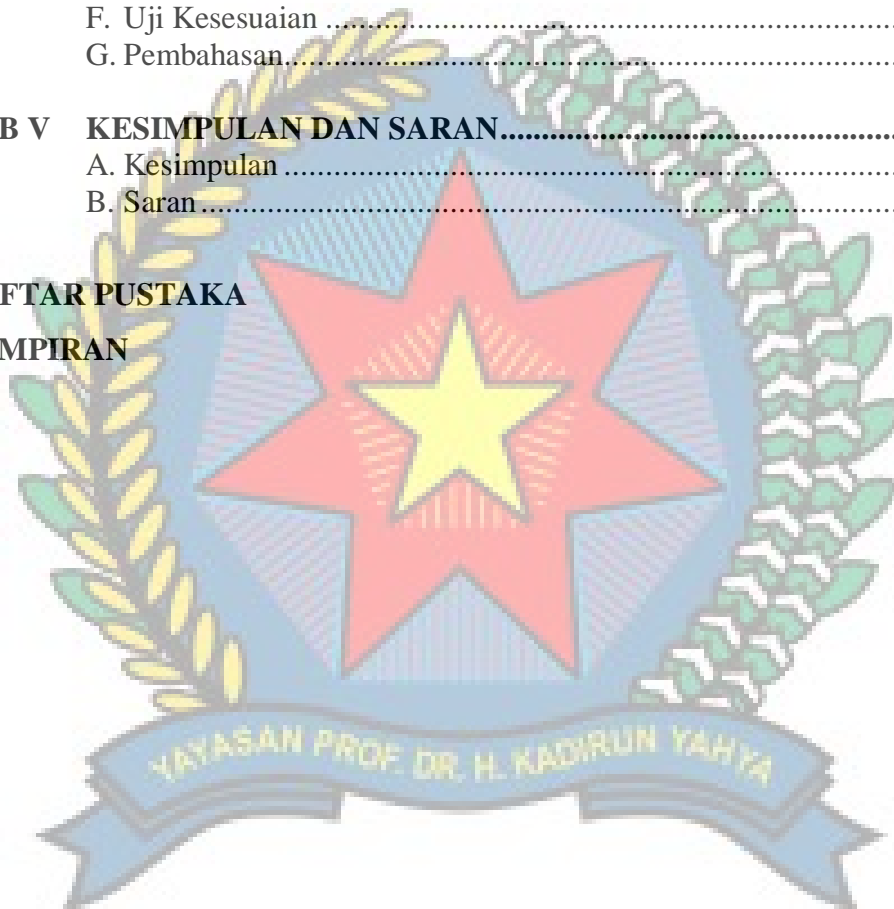 F. Uji Kesesuaian ........................................................................
G. Pembahasan........................................................................
B V KESIMPULAN DAN SARAN..................................................
A. Kesimpulan ........................................................................
B. Saran ........................................................................
FTAR PUSTAKA
MPIRAN
YAYASAN PROF. DR. H. KADIRUN YAHYA